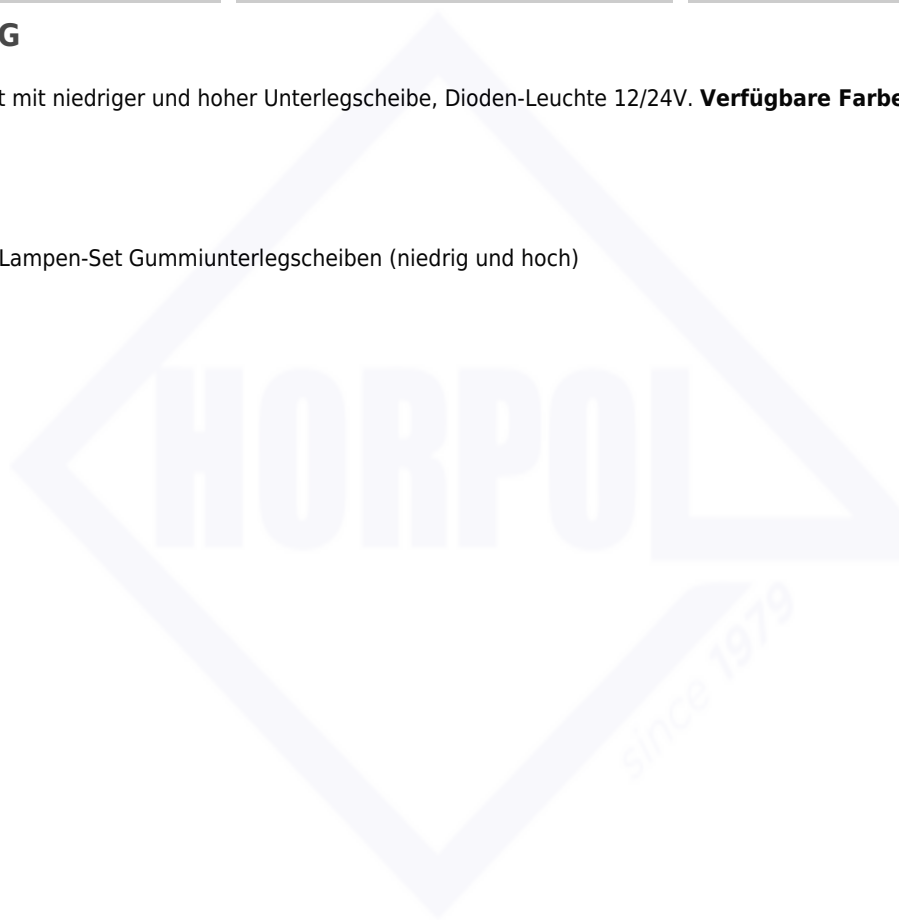 G
t mit niedriger und hoher Unterlegscheibe, Dioden-Leuchte 12/24V. Verfügbare Farbe
Lampen-Set Gummiunterlegscheiben (niedrig und hoch)
HORPOL
since 1979